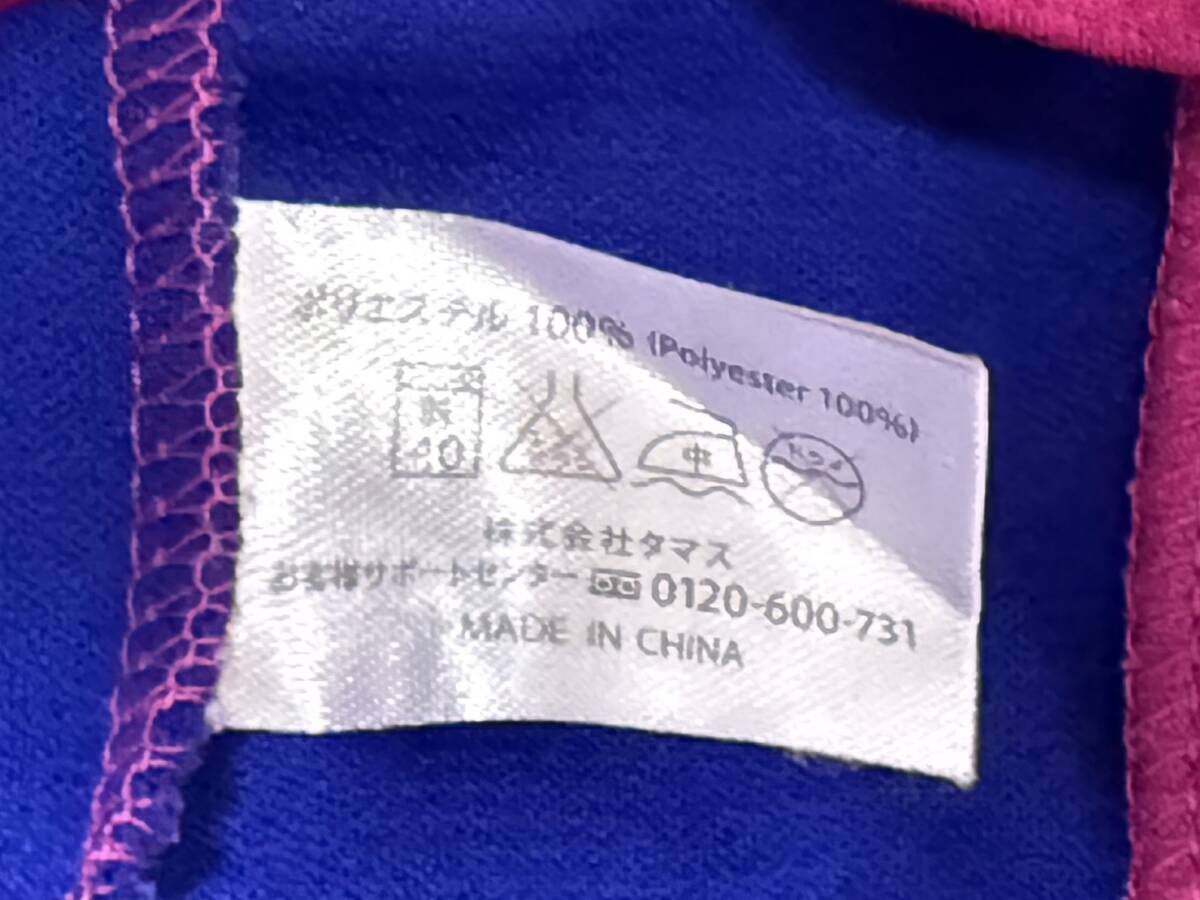 ポリエステル 100% (Polyester 100%)
40
中
株式会社タマス
お客様サポートセンター 0120-600-731
MADE IN CHINA